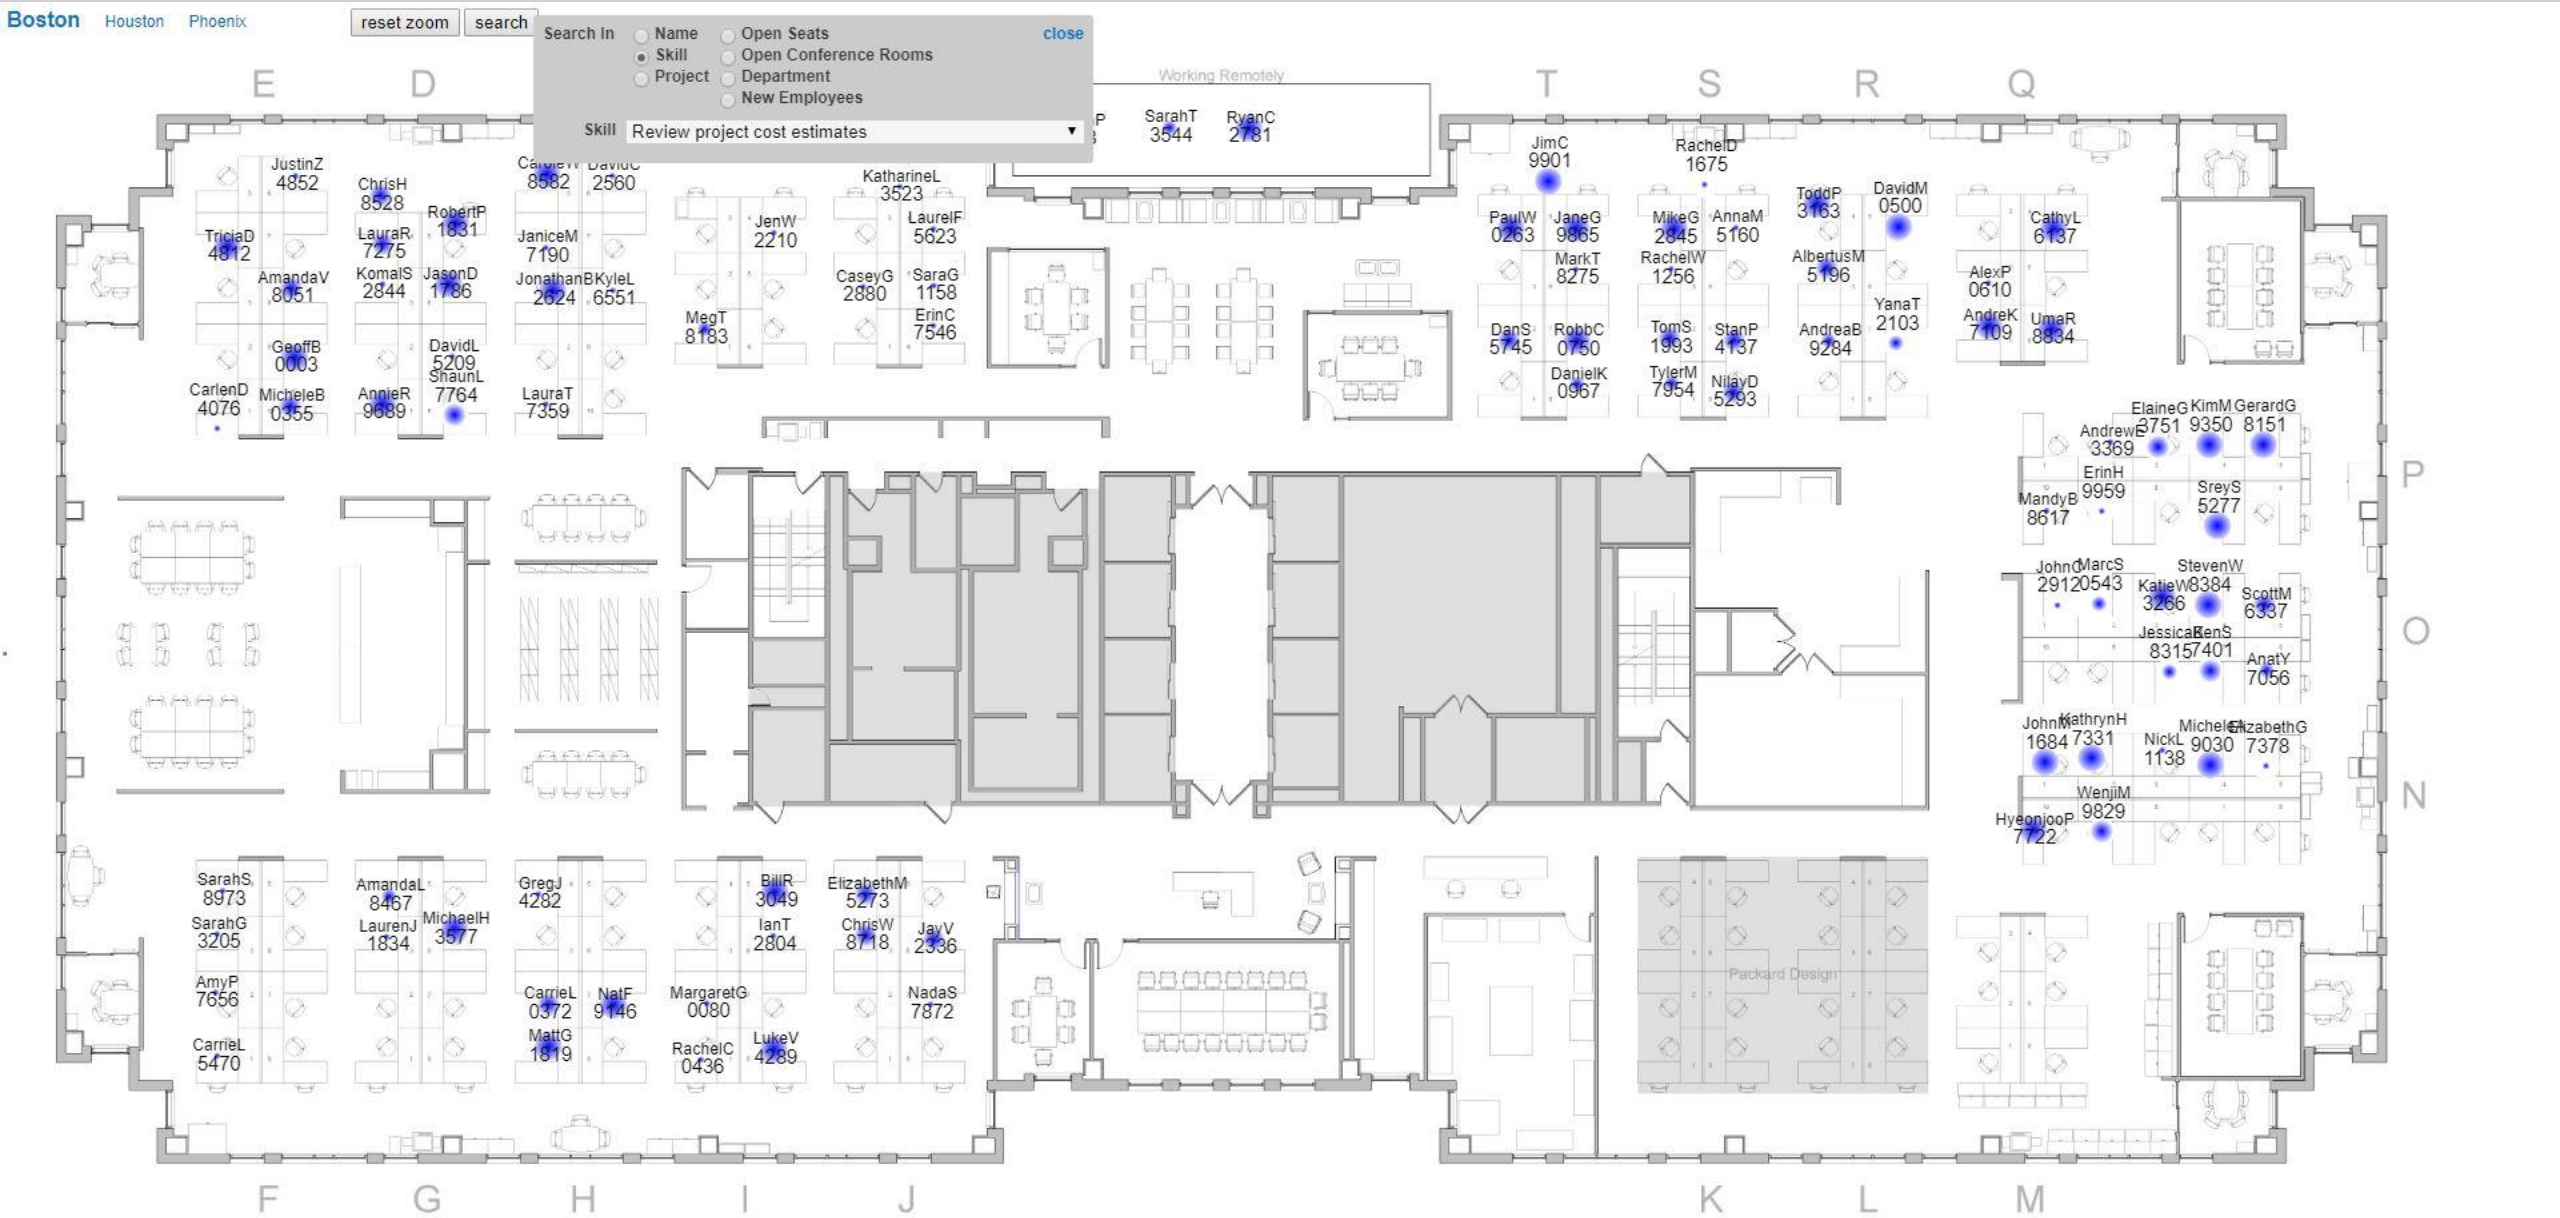 Boston Houston Phoenix
reset zoom search
Search In
Name
Skill
Project
Open Seats
Open Conference Rooms
Department
New Employees
close
Skill Review project cost estimates
E
D
T
S
R
Q
Working Remotely
SarahT
3544
RyanC
2781
JustinZ
4852
TriciaD
4812
AmandaV
8051
GeoffB
0003
CarlenD
4076
MicheleB
0355
ChrisH
8528
RobertP
1831
LauraR
7275
KomalS
2844
JasonD
1786
DavidL
5209
ShaunL
7764
AnnieR
9689
CaroleW
8582
DavidC
2560
JaniceM
7190
JonathanB
2624
KyleL
6551
LauraT
7359
JenW
2210
MegT
8183
KatharineL
3523
LaurelF
5623
CaseyG
2880
SaraG
1158
ErinC
7546
JimC
9901
PaulW
0263
JaneG
9865
MarkT
8275
DanS
5745
RobbC
0750
DanielK
0967
RachelD
1675
MikeG
2845
AnnaM
5160
RachelW
1256
TomS
1993
StanP
4137
TylerM
7954
NilayD
5293
ToddP
3163
DavidM
0500
AlbertusM
5196
YanaT
2103
AndreaB
9284
CathyL
6137
AlexP
0610
AndreK
7109
UmaR
8834
ElaineG
3751
KimM
9350
GerardG
8151
AndrewE
3369
ErinH
9959
MandyB
8617
SreyS
5277
P
JohnC
2912
MarcS
0543
StevenW
8384
KatieW
3266
ScottM
6337
8315
KenS
7401
AnatY
7056
O
JohnM
1684
KathrynH
7331
NickL
1138
9030
ElizabethG
7378
WenjiM
9829
HyeonjooP
7722
N
SarahS
8973
SarahG
3205
AmyP
7656
CarrieL
5470
AmandaL
8467
LaurenJ
1834
MichaelH
3577
GregJ
4282
CarrieL
0372
NatF
9146
MattG
1819
BillR
3049
IanT
2804
MargaretG
0080
RachelC
0436
LukeV
4289
ElizabethM
5273
ChrisW
8718
JayV
2336
NadaS
7872
Packard Design
F
G
H
I
J
K
L
M